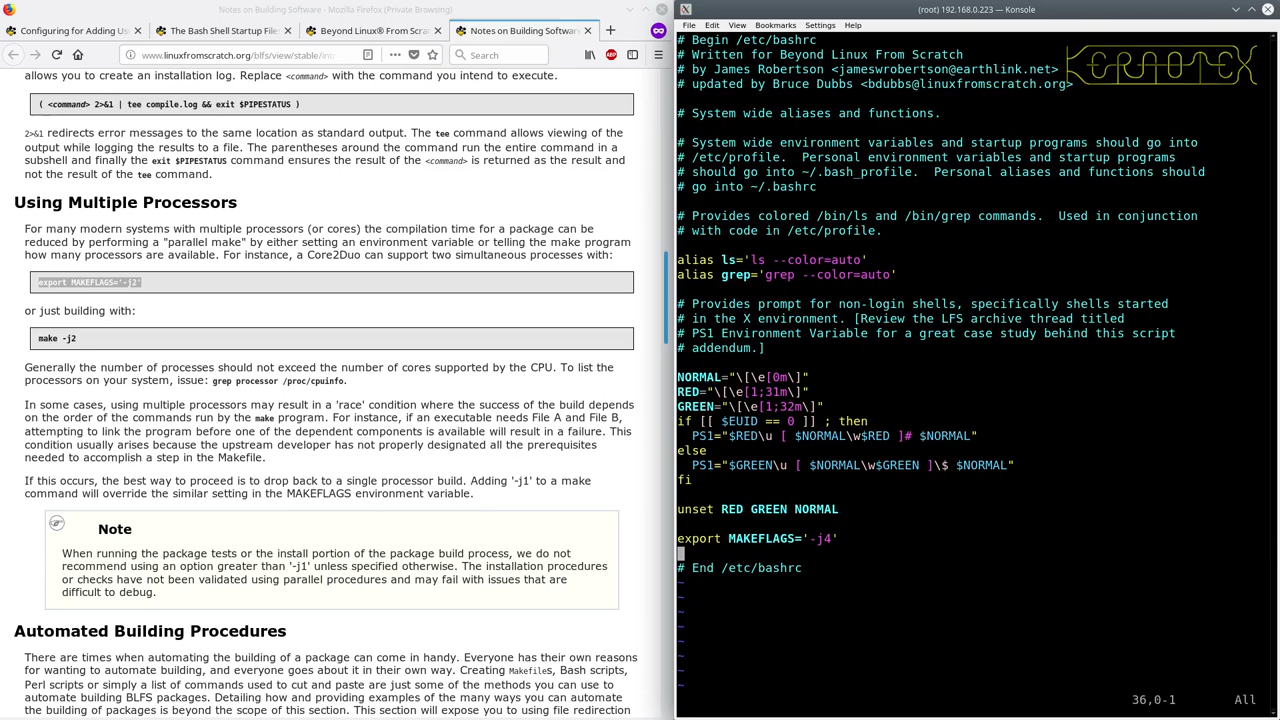 Notes on Building Software - Mozilla Firefox (Private Browsing)
Configuring for Adding Us
The Bash Startup Files
Beyond Linux® From Scra
Notes on Building Softwa
www.linuxfromscratch.org/blfs/view/stable/int
Search
allows you to create an installation log. Replace <command> with the command you intend to execute.
( <command> 2>&1 | tee compile.log && exit $PIPESTATUS )
2>&1 redirects error messages to the same location as standard output. The tee command allows viewing of the
output while logging the results to a file. The parentheses around the command run the entire command in a
subshell and finally the exit $PIPESTATUS command ensures the result of the <command> is returned as the result and
not the result of the tee command.
Using Multiple Processors
For many modern systems with multiple processors (or cores) the compilation time for a package can be
reduced by performing a "parallel make" by either setting an environment variable or telling the make program
how many processors are available. For instance, a Core2Duo can support two simultaneous processes with:
export MAKEFLAGS='-j2'
or just building with:
make -j2
Generally the number of processes should not exceed the number of cores supported by the CPU. To list the
processors on your system, issue: grep processor /proc/cpuinfo.
In some cases, using multiple processors may result in a 'race' condition where the success of the build depends
on the order of the commands run by the make program. For instance, if an executable needs File A and File B,
attempting to link the program before one of the dependent components is available will result in a failure. This
condition usually arises because the upstream developer has not properly designated all the prerequisites
needed to accomplish a step in the Makefile.
If this occurs, the best way to proceed is to drop back to a single processor build. Adding '-j1' to a make
command will override the similar setting in the MAKEFLAGS environment variable.
Note
When running the package tests or the install portion of the package build process, we do not
recommend using an option greater than '-j1' unless specified otherwise. The installation procedures
or checks have not been validated using parallel procedures and may fail with issues that are
difficult to debug.
Automated Building Procedures
There are times when automating the building of a package can come in handy. Everyone has their own reasons
for wanting to automate building, and everyone goes about it in their own way. Creating Makefiles, Bash scripts,
Perl scripts or simply a list of commands used to cut and paste are just some of the methods you can use to
automate building BLFS packages. Detailing how and providing examples of the many ways you can automate
the building of packages is beyond the scope of this section. This section will expose you to using file redirection
(root) 192.168.0.223 — Konsole
File Edit View Bookmarks Settings Help
KERNOTEX
# Begin /etc/bashrc
# Written for Beyond Linux From Scratch
# by James Robertson <jameswrobertson@earthlink.net>
# updated by Bruce Dubbs <bdubbs@linuxfromscratch.org>
# System wide aliases and functions.
# System wide environment variables and startup programs should go into
# /etc/profile.  Personal environment variables and startup programs
# should go into ~/.bash_profile.  Personal aliases and functions should
# go into ~/.bashrc
# Provides colored /bin/ls and /bin/grep commands.  Used in conjunction
# with code in /etc/profile.
alias ls='ls --color=auto'
alias grep='grep --color=auto'
# Provides prompt for non-login shells, specifically shells started
# in the X environment. [Review the LFS archive thread titled
# PS1 Environment Variable for a great case study behind this script
# addendum.]
NORMAL="\[\e[0m\]"
RED="\[\e[1;31m\]"
GREEN="\[\e[1;32m\]"
if [[ $EUID == 0 ]] ; then
  PS1="$RED\u [ $NORMAL\w$RED ]# $NORMAL"
else
  PS1="$GREEN\u [ $NORMAL\w$GREEN ]\$ $NORMAL"
fi
unset RED GREEN NORMAL
export MAKEFLAGS='-j4'
# End /etc/bashrc
~
~
~
~
~
~
~
~
36,0-1 All